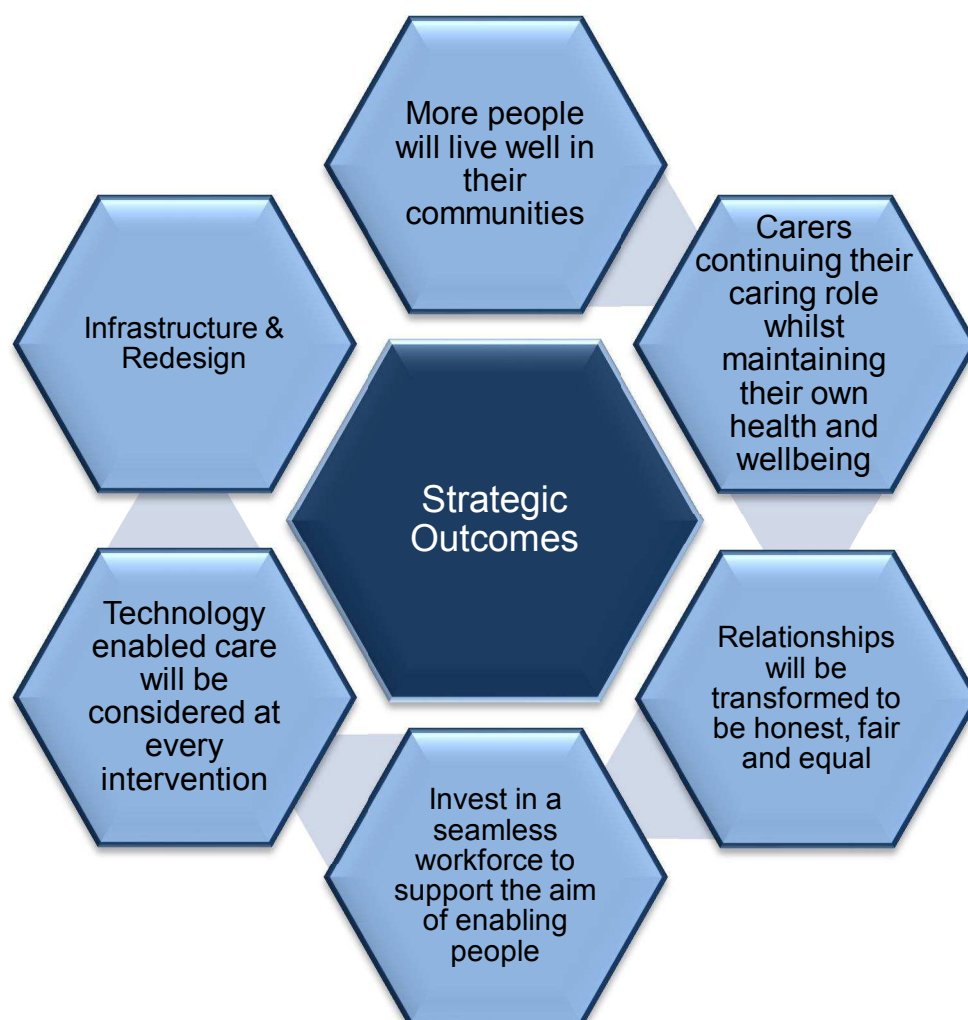 More people
will live well in
their
communities
Carers
continuing their
caring role
whilst
maintaining
their own
health and
wellbeing
Infrastructure &
Redesign
Strategic
Outcomes
Relationships
will be
transformed to
be honest, fair
and equal
Technology
enabled care
will be
considered at
every
intervention
Invest in a
seamless
workforce to
support the aim
of enabling
people